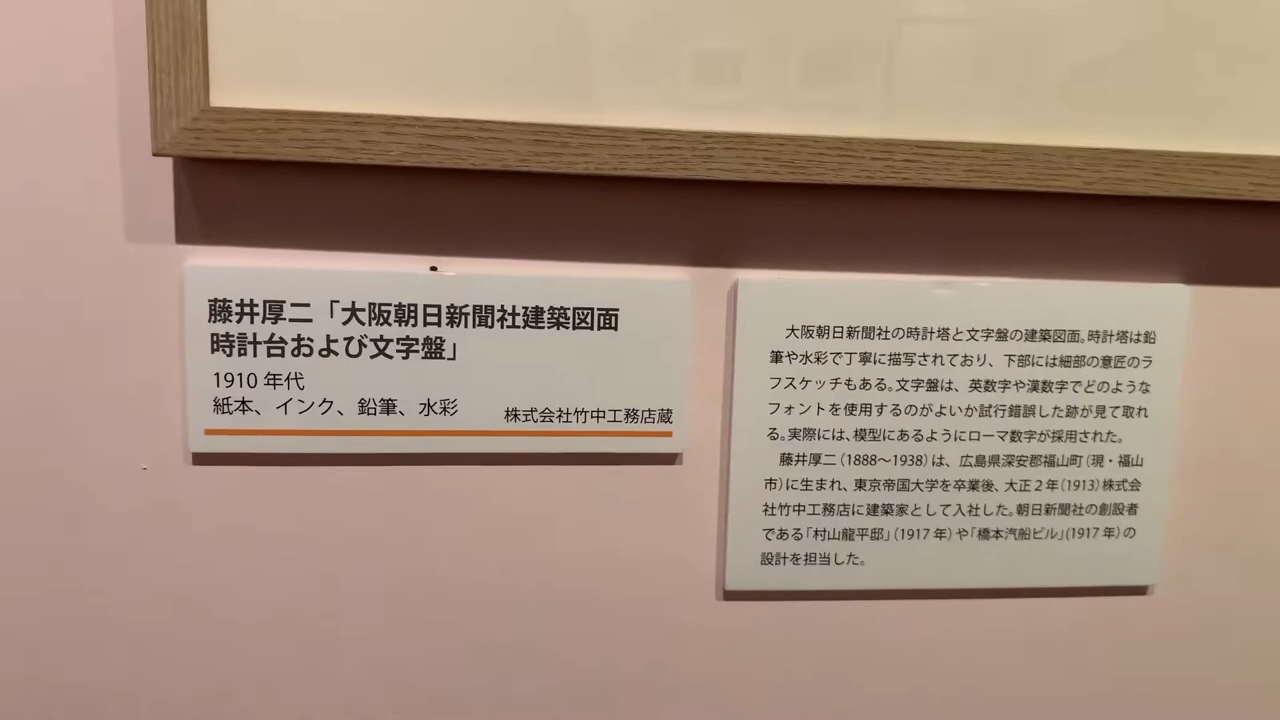 藤井厚二「大阪朝日新聞社建築図面
時計台および文字盤」
1910 年代
紙本、インク、鉛筆、水彩
株式会社竹中工務店蔵
大阪朝日新聞社の時計塔と文字盤の建築図面。時計塔は鉛
筆や水彩で丁寧に描写されており、下部には細部の意匠のラ
フスケッチもある。文字盤は、英数字や漢数字でどのような
フォントを使用するのがよいか試行錯誤した跡が見て取れ
る。実際には、模型にあるようにローマ数字が採用された。
藤井厚二（1888〜1938）は、広島県深安郡福山町（現・福山
市）に生まれ、東京帝国大学を卒業後、大正２年（1913）株式会
社竹中工務店に建築家として入社した。朝日新聞社の創設者
である「村山龍平邸」（1917 年）や「橋本汽船ビル」（1917 年）の
設計を担当した。